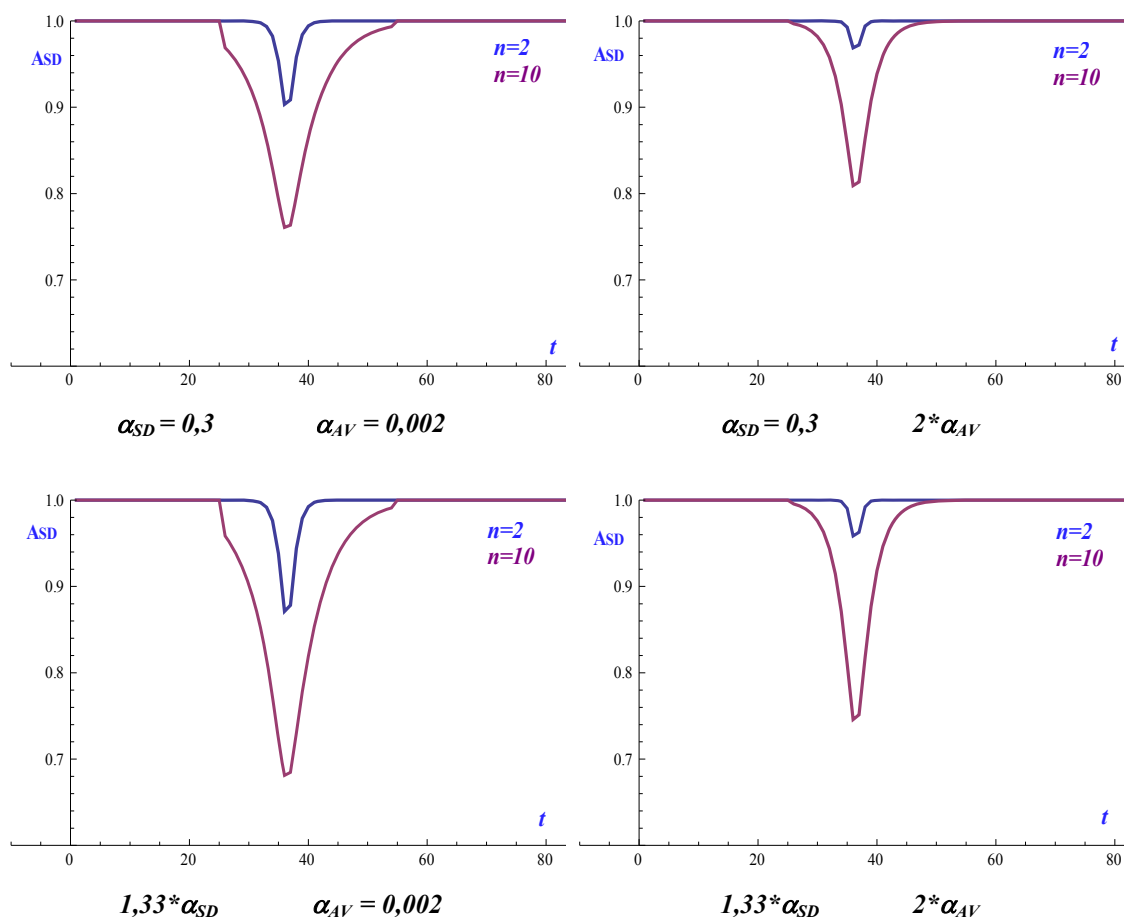 1.0
ASD
n=2
n=10
0.9
0.8
0.7
t
0 20 40 60 80
αSD = 0,3 αAV = 0,002
1.0
ASD
n=2
n=10
0.9
0.8
0.7
t
0 20 40 60 80
αSD = 0,3 2*αAV
1.0
ASD
n=2
n=10
0.9
0.8
0.7
t
0 20 40 60 80
1,33*αSD αAV = 0,002
1.0
ASD
n=2
n=10
0.9
0.8
0.7
t
0 20 40 60 80
1,33*αSD 2*αAV